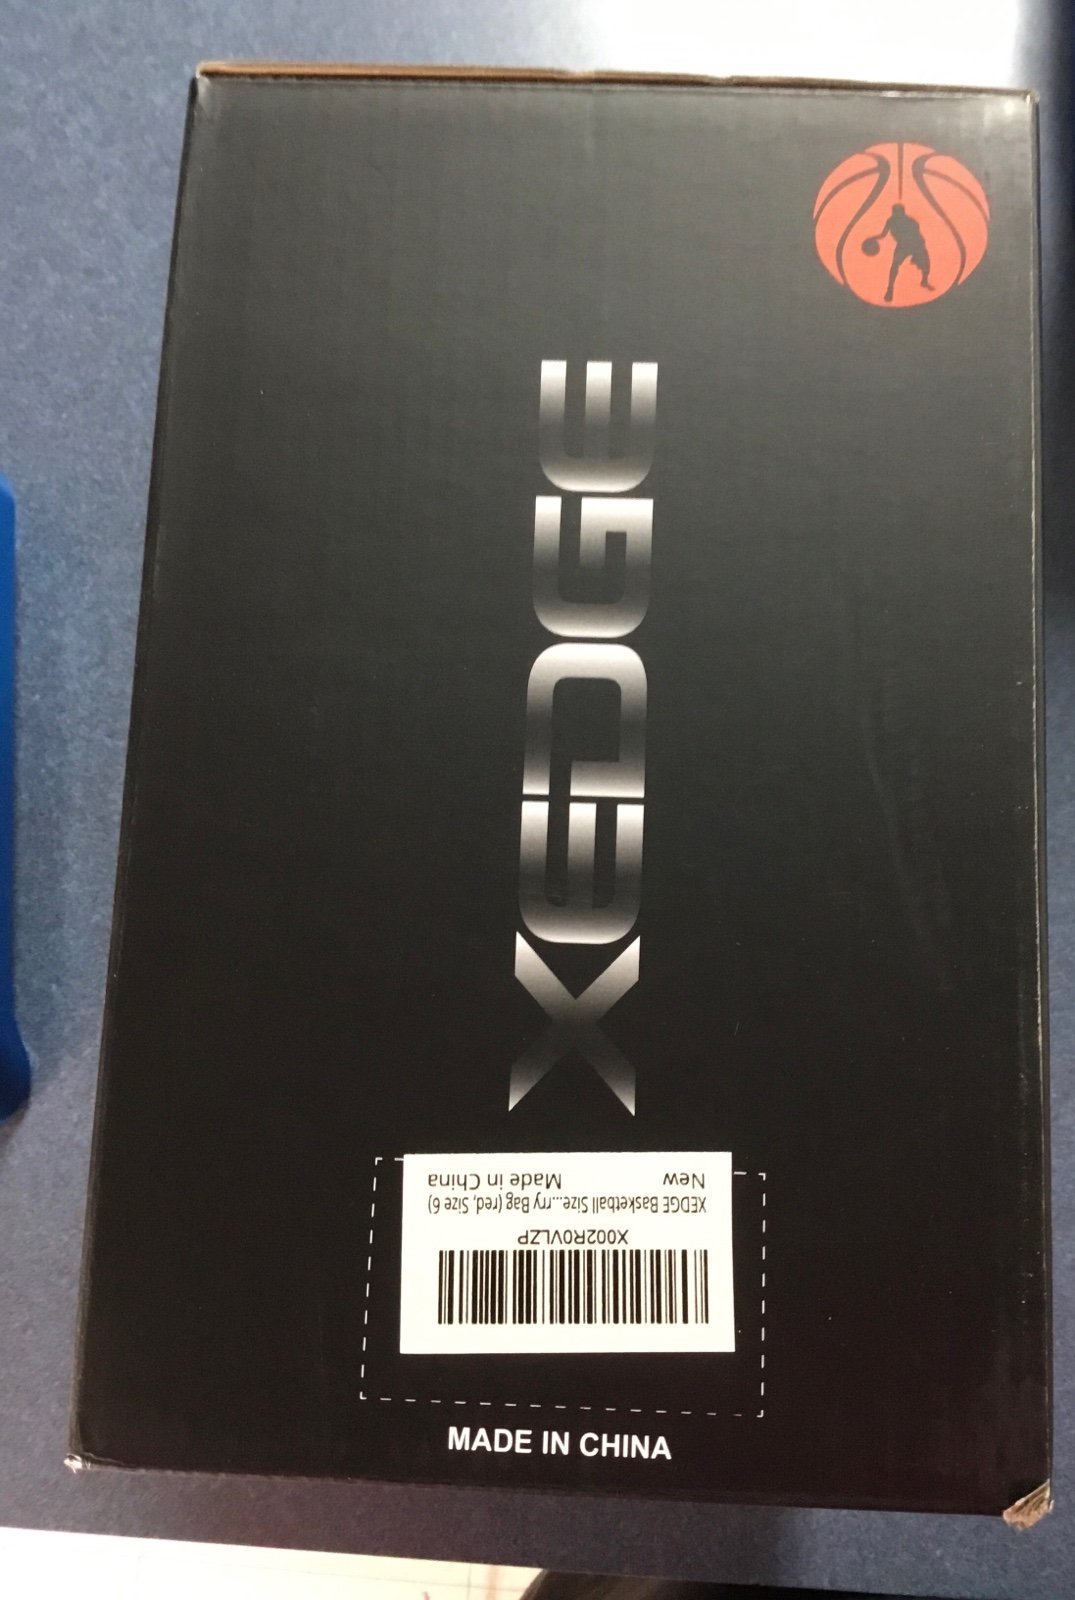 XEDGE
X002R0VLZP
XEDGE Basketball Size...rry Bag (red, Size 6)
New Made in China
MADE IN CHINA